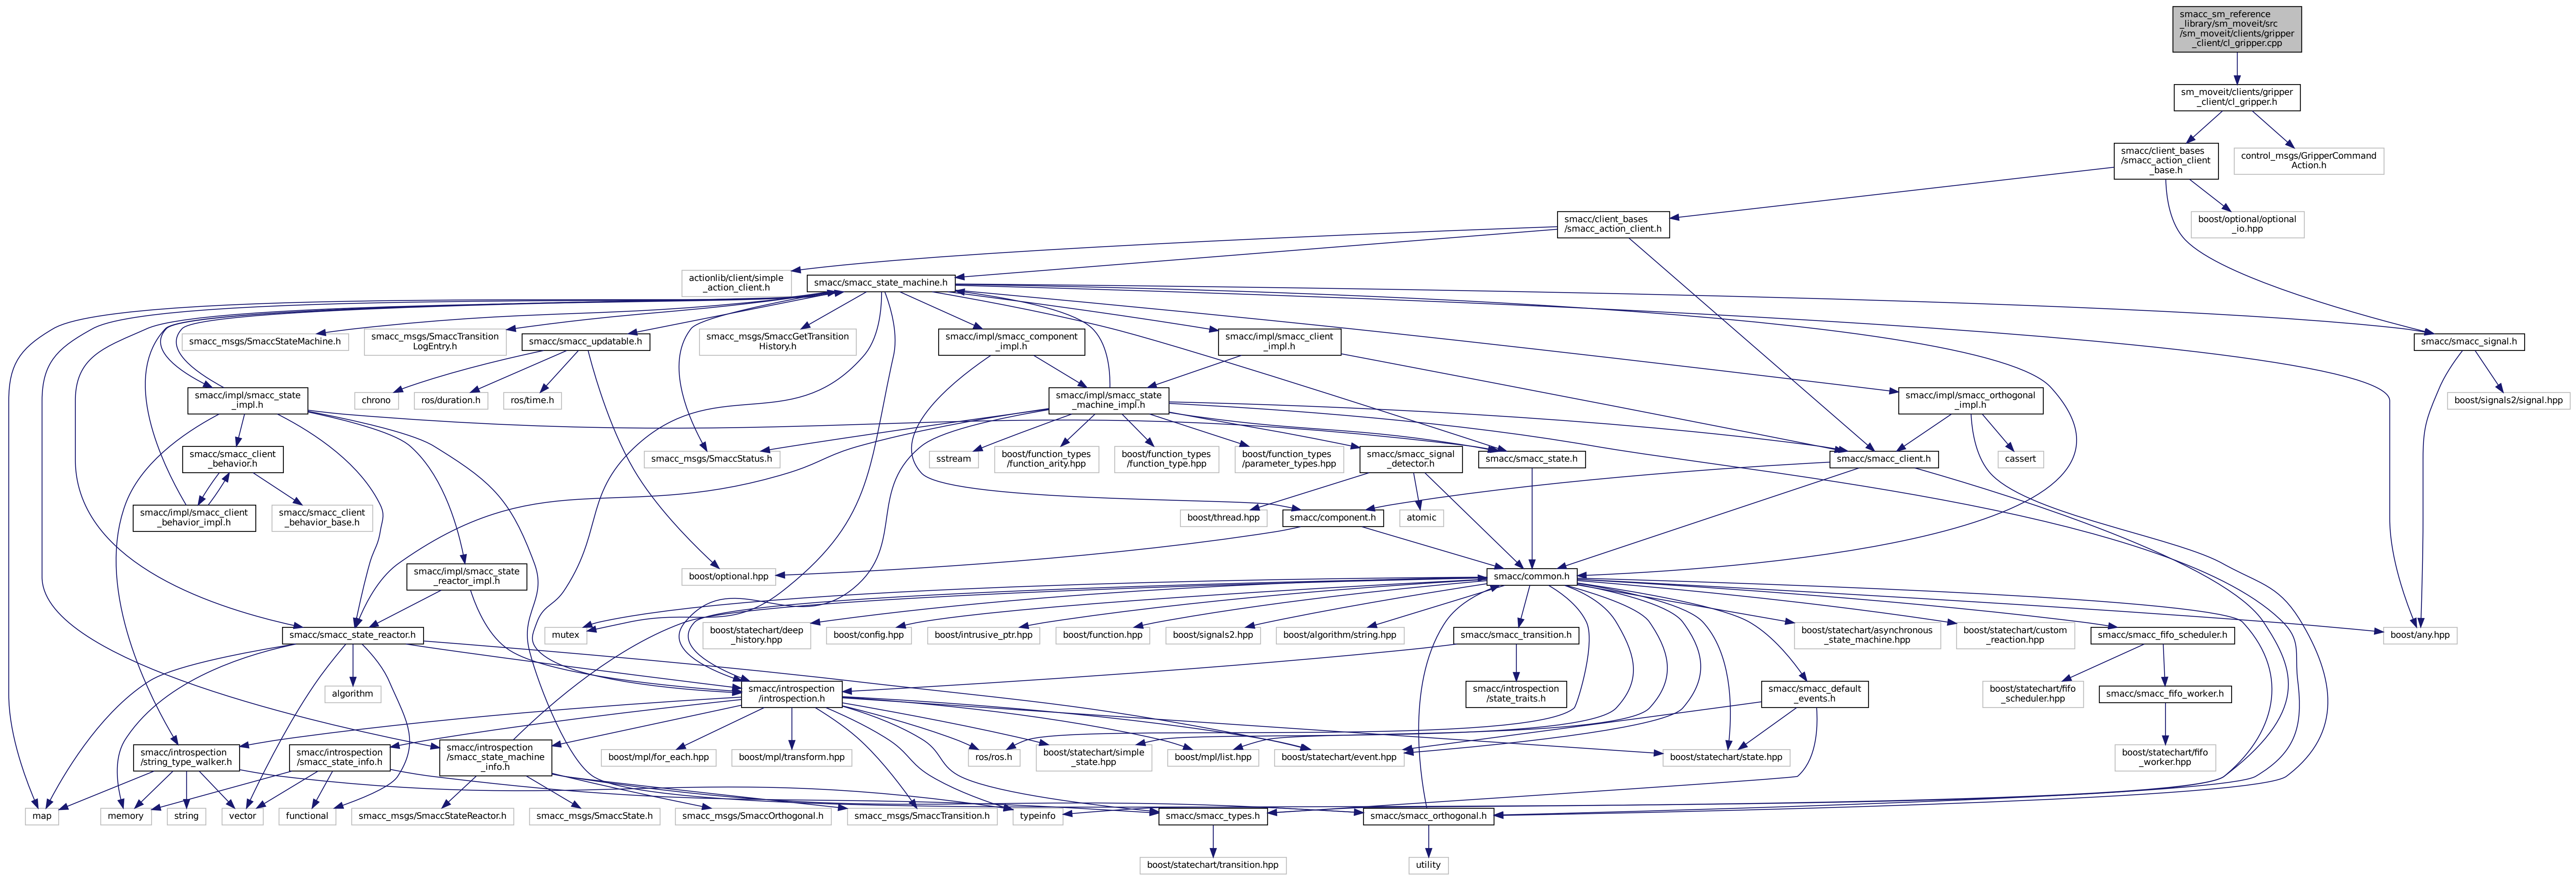 smacc_sm_reference
_library/sm_moveit/src
/sm_moveit/clients/gripper
_client/cl_gripper.cpp
sm_moveit/clients/gripper
_client/cl_gripper.h
smacc/client_bases
/smacc_action_client
_base.h
control_msgs/GripperCommand
Action.h
smacc/client_bases
/smacc_action_client.h
boost/optional/optional
_io.hpp
actionlib/client/simple
_action_client.h
smacc/smacc_state_machine.h
smacc_msgs/SmaccStateMachine.h
smacc_msgs/SmaccTransition
LogEntry.h
smacc/smacc_updatable.h
smacc_msgs/SmaccGetTransition
History.h
smacc/impl/smacc_component
_impl.h
smacc/impl/smacc_client
_impl.h
smacc/smacc_signal.h
smacc/impl/smacc_state
_impl.h
chrono
ros/duration.h
ros/time.h
smacc/impl/smacc_state
_machine_impl.h
smacc/impl/smacc_orthogonal
_impl.h
boost/signals2/signal.hpp
smacc/smacc_client
_behavior.h
smacc_msgs/SmaccStatus.h
sstream
boost/function_types
/function_arity.hpp
boost/function_types
/function_type.hpp
boost/function_types
/parameter_types.hpp
smacc/smacc_signal
_detector.h
smacc/smacc_state.h
smacc/smacc_client.h
cassert
smacc/impl/smacc_client
_behavior_impl.h
smacc/smacc_client
_behavior_base.h
boost/thread.hpp
smacc/component.h
atomic
smacc/impl/smacc_state
_reactor_impl.h
boost/optional.hpp
smacc/common.h
smacc/smacc_state_reactor.h
mutex
boost/statechart/deep
_history.hpp
boost/config.hpp
boost/intrusive_ptr.hpp
boost/function.hpp
boost/signals2.hpp
boost/algorithm/string.hpp
smacc/smacc_transition.h
boost/statechart/asynchronous
_state_machine.hpp
boost/statechart/custom
_reaction.hpp
smacc/smacc_fifo_scheduler.h
boost/any.hpp
algorithm
smacc/introspection
/introspection.h
smacc/introspection
/state_traits.h
smacc/smacc_default
_events.h
boost/statechart/fifo
_scheduler.hpp
smacc/smacc_fifo_worker.h
smacc/introspection
/string_type_walker.h
smacc/introspection
/smacc_state_info.h
smacc/introspection
/smacc_state_machine
_info.h
boost/mpl/for_each.hpp
boost/mpl/transform.hpp
ros/ros.h
boost/statechart/simple
_state.hpp
boost/mpl/list.hpp
boost/statechart/event.hpp
boost/statechart/state.hpp
boost/statechart/fifo
_worker.hpp
map
memory
string
vector
functional
smacc_msgs/SmaccStateReactor.h
smacc_msgs/SmaccState.h
smacc_msgs/SmaccOrthogonal.h
smacc_msgs/SmaccTransition.h
typeinfo
smacc/smacc_types.h
smacc/smacc_orthogonal.h
boost/statechart/transition.hpp
utility